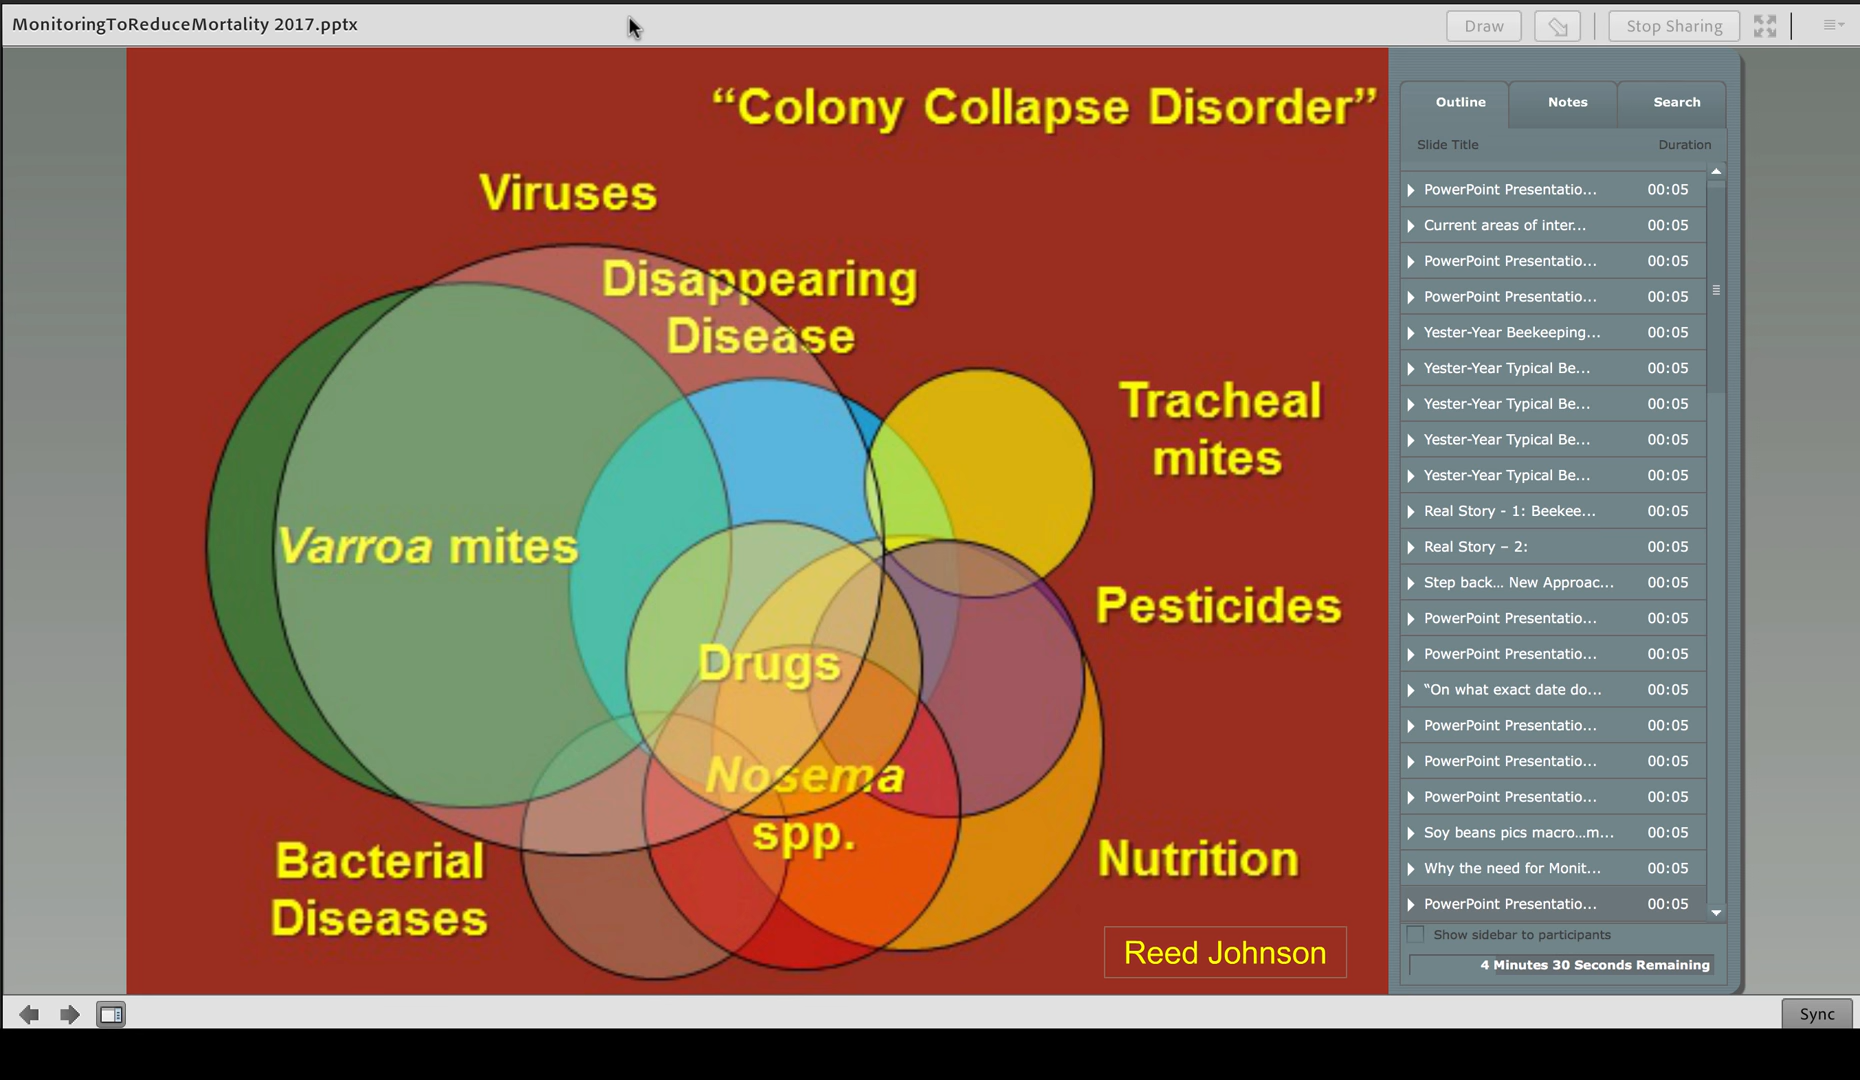 MonitoringToReduceMortality 2017.pptx
Draw
Stop Sharing
“Colony Collapse Disorder”
Viruses
Disappearing
Disease
Tracheal
mites
Varroa mites
Pesticides
Drugs
Nosema
spp.
Bacterial
Diseases
Nutrition
Reed Johnson
Outline Notes Search
Slide Title Duration
PowerPoint Presentatio... 00:05
Current areas of inter... 00:05
PowerPoint Presentatio... 00:05
PowerPoint Presentatio... 00:05
Yester-Year Beekeeping... 00:05
Yester-Year Typical Be... 00:05
Yester-Year Typical Be... 00:05
Yester-Year Typical Be... 00:05
Yester-Year Typical Be... 00:05
Real Story - 1: Beekee... 00:05
Real Story – 2: 00:05
Step back... New Approac... 00:05
PowerPoint Presentatio... 00:05
PowerPoint Presentatio... 00:05
“On what exact date do... 00:05
PowerPoint Presentatio... 00:05
PowerPoint Presentatio... 00:05
PowerPoint Presentatio... 00:05
Soy beans pics macro...m... 00:05
Why the need for Monit... 00:05
PowerPoint Presentatio... 00:05
Show sidebar to participants
4 Minutes 30 Seconds Remaining
Sync